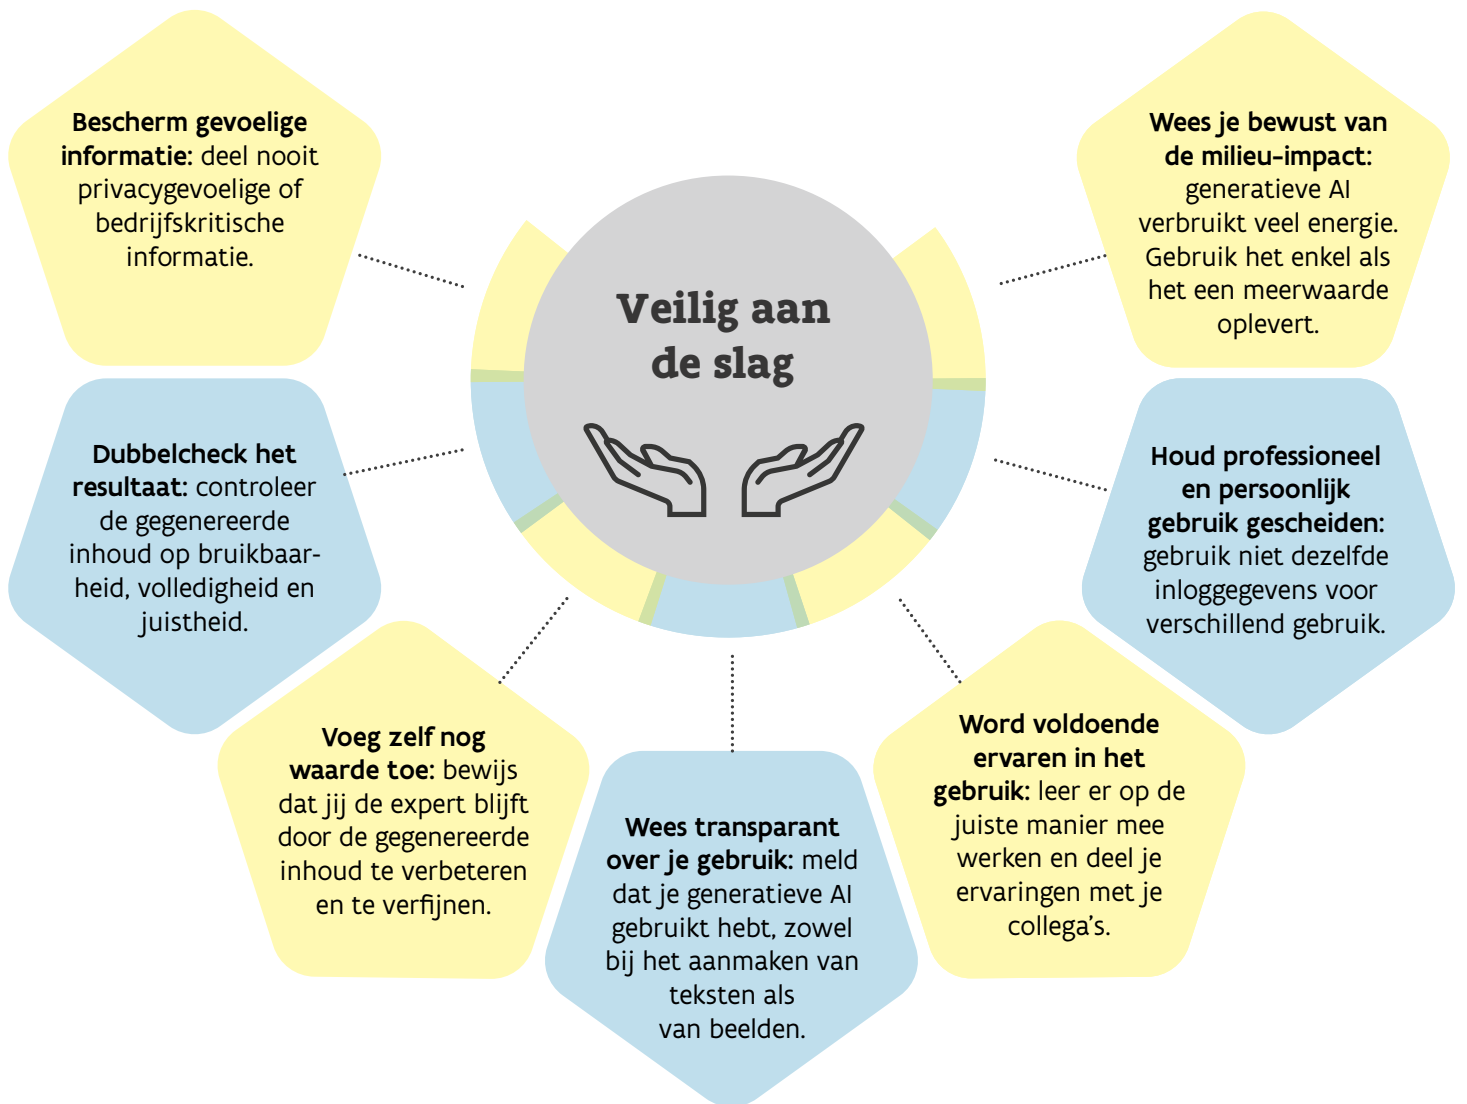 Bescherm gevoelige
informatie: deel nooit
privacygevoelige of
bedrijfskritische
informatie.
Dubbelcheck het
resultaat: controleer
de gegenereerde
inhoud op bruikbaar-
heid, volledigheid en
juistheid.
Voeg zelf nog
waarde toe: bewijs
dat jij de expert blijft
door de gegenereerde
inhoud te verbeteren
en te verfijnen.
Veilig aan
de slag
Wees transparant
over je gebruik: meld
dat je generatieve AI
gebruikt hebt, zowel
bij het aanmaken van
teksten als
van beelden.
Word voldoende
ervaren in het
gebruik: leer er op de
juiste manier mee
werken en deel je
ervaringen met je
collega's.
Houd professioneel
en persoonlijk
gebruik gescheiden:
gebruik niet dezelfde
inloggegevens voor
verschillend gebruik.
Wees je bewust van
de milieu-impact:
generatieve AI
verbruikt veel energie.
Gebruik het enkel als
het een meerwaarde
oplevert.